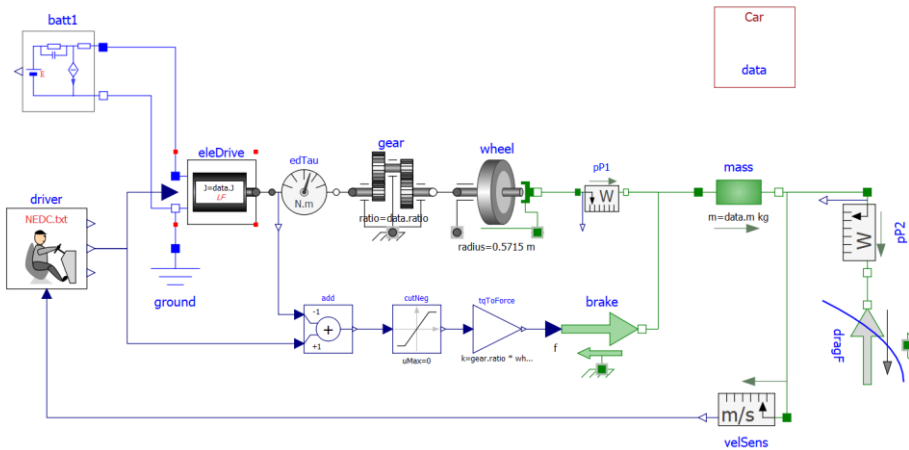 batt1
Car
data
driver
NEDC.txt
eleDrive
J=data.J
LF
edTau
N.m
gear
ratio=data.ratio
wheel
radius=0.5715 m
pP1
W
mass
m=data.m kg
W
pP2
ground
add
-1
+
+1
cutNeg
uMax=0
tqToForce
k=gear.ratio * wh...
f
brake
dragF
m/s
velSens